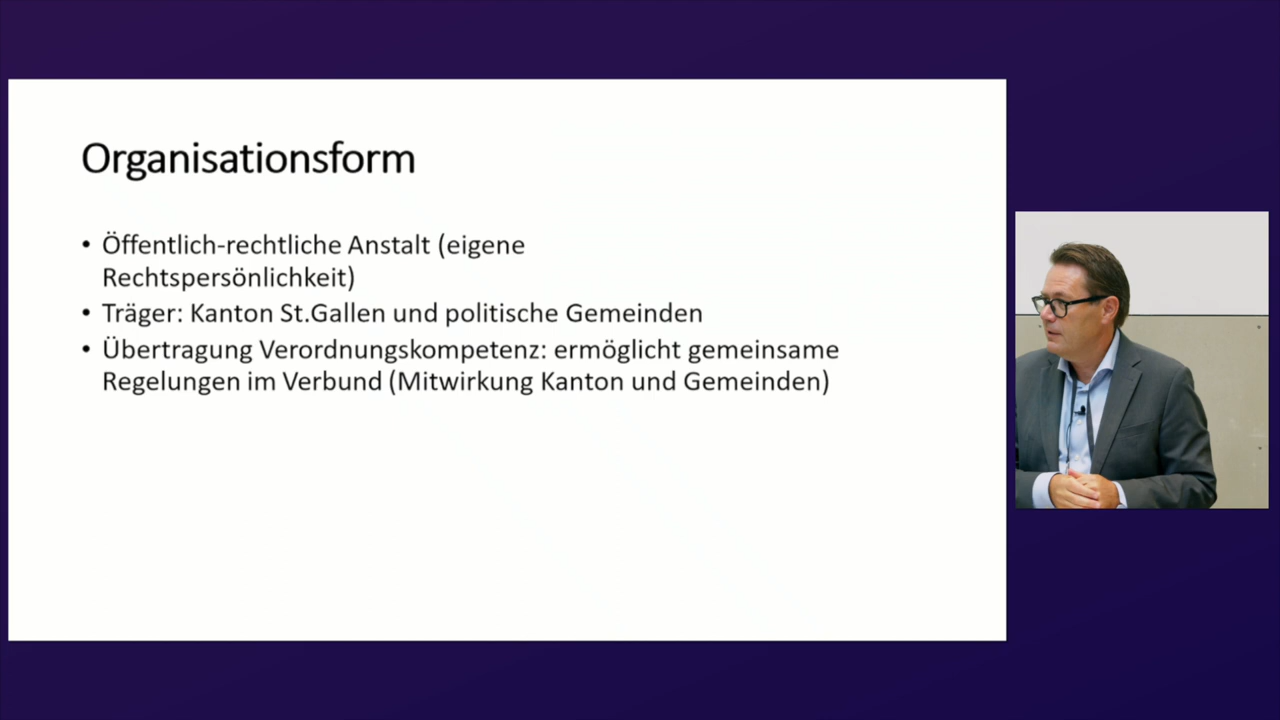 Organisationsform
• Öffentlich-rechtliche Anstalt (eigene
Rechtspersönlichkeit)
• Träger: Kanton St.Gallen und politische Gemeinden
• Übertragung Verordnungskompetenz: ermöglicht gemeinsame
Regelungen im Verbund (Mitwirkung Kanton und Gemeinden)